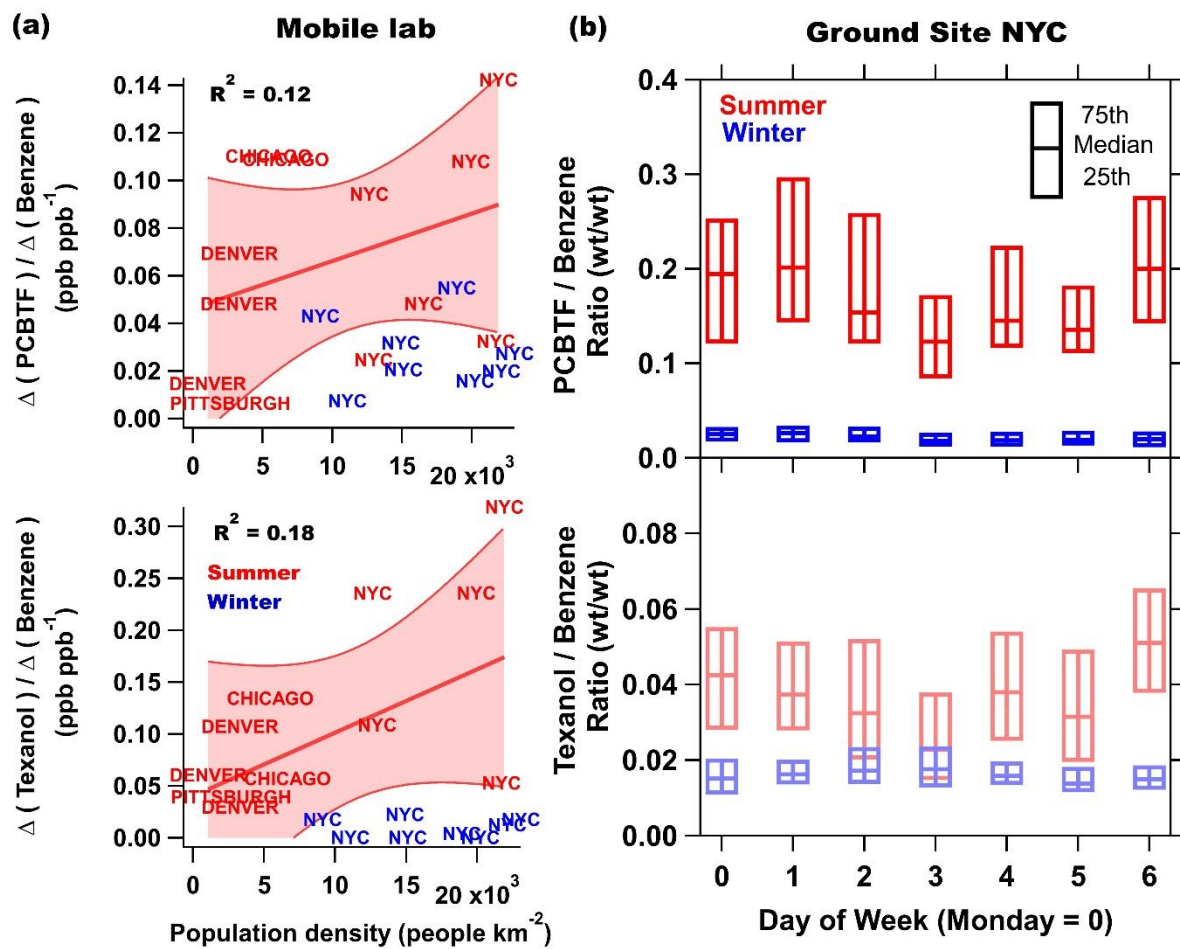 (a)
Mobile lab
Δ ( PCBTF ) / Δ ( Benzene )
(ppb ppb⁻¹)
0.14
0.12
0.10
0.08
0.06
0.04
0.02
0.00
R² = 0.12
NYC
CHICAGO
CHICAGO
NYC
NYC
DENVER
NYC
DENVER
NYC
NYC
NYC
NYC
NYC
NYC
NYC
NYC
NYC
DENVER
NYC
PITTSBURGH
NYC
0
5
10
15
20 x10³
Δ ( Texanol ) / Δ ( Benzene )
(ppb ppb⁻¹)
0.30
0.25
0.20
0.15
0.10
0.05
0.00
R² = 0.18
Summer
Winter
NYC
NYC
NYC
CHICAGO
DENVER
NYC
DENVER
CHICAGO
NYC
PITTSBURGH
DENVER
NYC
NYC
NYC
NYC
NYC
NYC
NYC
NYC
NYC
0
5
10
15
20 x10³
Population density (people km⁻²)
(b)
Ground Site NYC
PCBTF / Benzene
Ratio (wt/wt)
0.4
0.3
0.2
0.1
0.0
Summer
Winter
75th
Median
25th
Texanol / Benzene
Ratio (wt/wt)
0.08
0.06
0.04
0.02
0.00
0
1
2
3
4
5
6
Day of Week (Monday = 0)